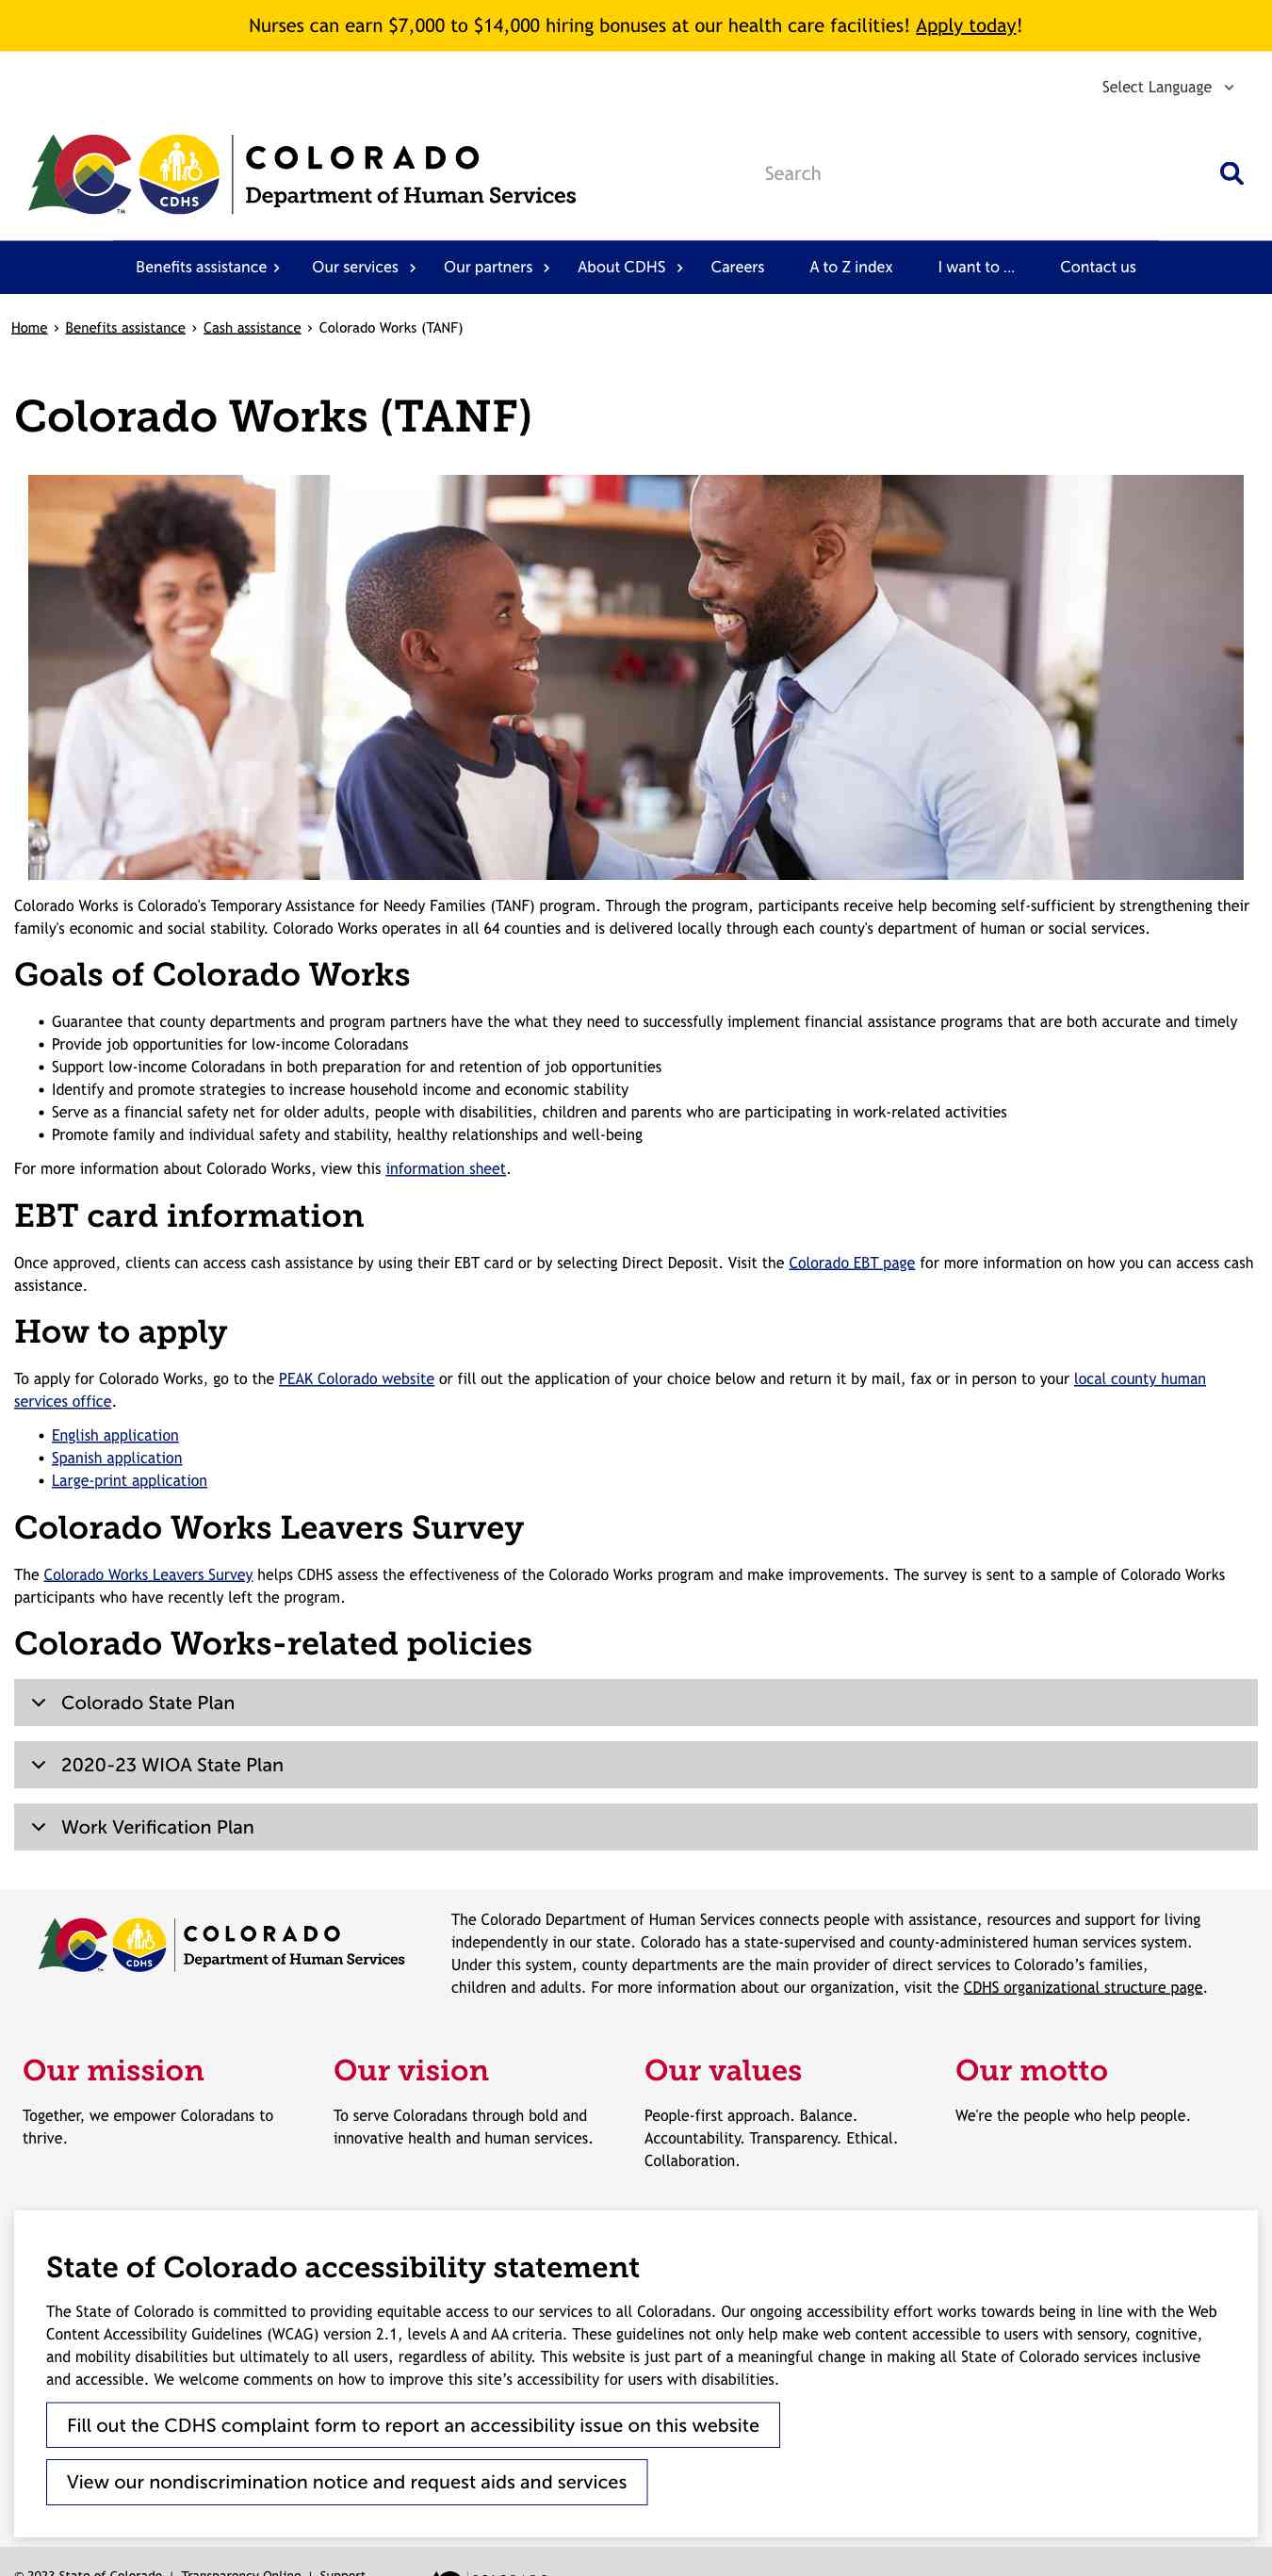 Nurses can earn $7,000 to $14,000 hiring bonuses at our health care facilities! Apply today!
Select Language
CDHS
TM
COLORADO
Department of Human Services
Search
Benefits assistance
Our services
Our partners
About CDHS
Careers
A to Z index
I want to ...
Contact us
Home › Benefits assistance › Cash assistance › Colorado Works (TANF)
Colorado Works (TANF)
Colorado Works is Colorado's Temporary Assistance for Needy Families (TANF) program. Through the program, participants receive help becoming self-sufficient by strengthening their
family's economic and social stability. Colorado Works operates in all 64 counties and is delivered locally through each county's department of human or social services.
Goals of Colorado Works
• Guarantee that county departments and program partners have the what they need to successfully implement financial assistance programs that are both accurate and timely
• Provide job opportunities for low-income Coloradans
• Support low-income Coloradans in both preparation for and retention of job opportunities
• Identify and promote strategies to increase household income and economic stability
• Serve as a financial safety net for older adults, people with disabilities, children and parents who are participating in work-related activities
• Promote family and individual safety and stability, healthy relationships and well-being
For more information about Colorado Works, view this information sheet.
EBT card information
Once approved, clients can access cash assistance by using their EBT card or by selecting Direct Deposit. Visit the Colorado EBT page for more information on how you can access cash
assistance.
How to apply
To apply for Colorado Works, go to the PEAK Colorado website or fill out the application of your choice below and return it by mail, fax or in person to your local county human
services office.
• English application
• Spanish application
• Large-print application
Colorado Works Leavers Survey
The Colorado Works Leavers Survey helps CDHS assess the effectiveness of the Colorado Works program and make improvements. The survey is sent to a sample of Colorado Works
participants who have recently left the program.
Colorado Works-related policies
Colorado State Plan
2020-23 WIOA State Plan
Work Verification Plan
CDHS
TM
COLORADO
Department of Human Services
The Colorado Department of Human Services connects people with assistance, resources and support for living
independently in our state. Colorado has a state-supervised and county-administered human services system.
Under this system, county departments are the main provider of direct services to Colorado’s families,
children and adults. For more information about our organization, visit the CDHS organizational structure page.
Our mission
Together, we empower Coloradans to
thrive.
Our vision
To serve Coloradans through bold and
innovative health and human services.
Our values
People-first approach. Balance.
Accountability. Transparency. Ethical.
Collaboration.
Our motto
We're the people who help people.
State of Colorado accessibility statement
The State of Colorado is committed to providing equitable access to our services to all Coloradans. Our ongoing accessibility effort works towards being in line with the Web
Content Accessibility Guidelines (WCAG) version 2.1, levels A and AA criteria. These guidelines not only help make web content accessible to users with sensory, cognitive,
and mobility disabilities but ultimately to all users, regardless of ability. This website is just part of a meaningful change in making all State of Colorado services inclusive
and accessible. We welcome comments on how to improve this site’s accessibility for users with disabilities.
Fill out the CDHS complaint form to report an accessibility issue on this website
View our nondiscrimination notice and request aids and services
© 2023 State of Colorado | Transparency Online | Support
COLORADO